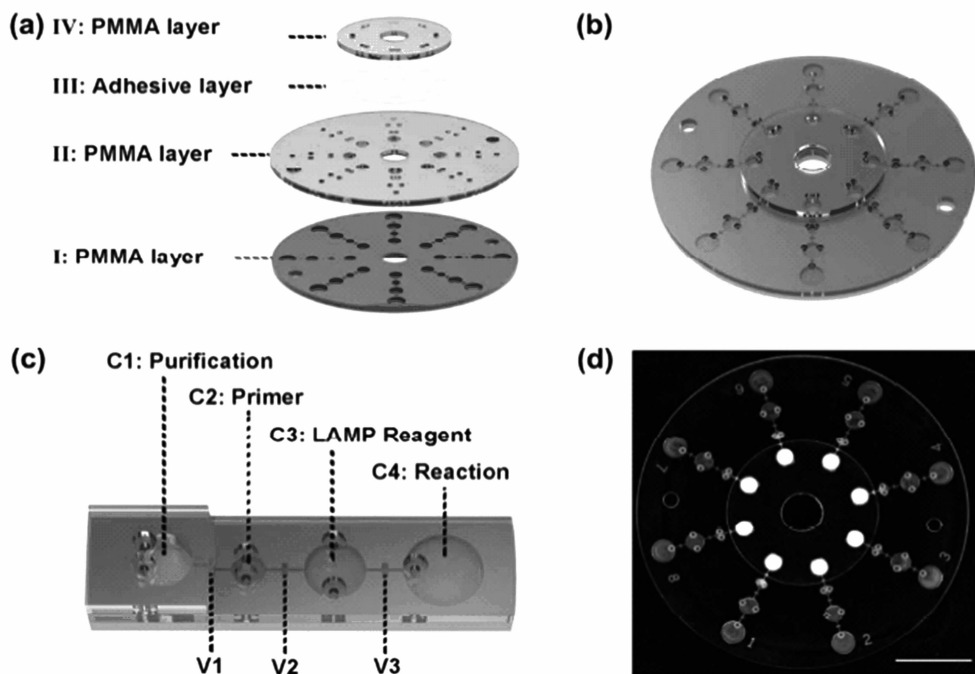 (a)
IV: PMMA layer
III: Adhesive layer
II: PMMA layer
I: PMMA layer
(b)
(c)
C1: Purification
C2: Primer
C3: LAMP Reagent
C4: Reaction
V1
V2
V3
(d)
6
5
7
4
8
3
1
2